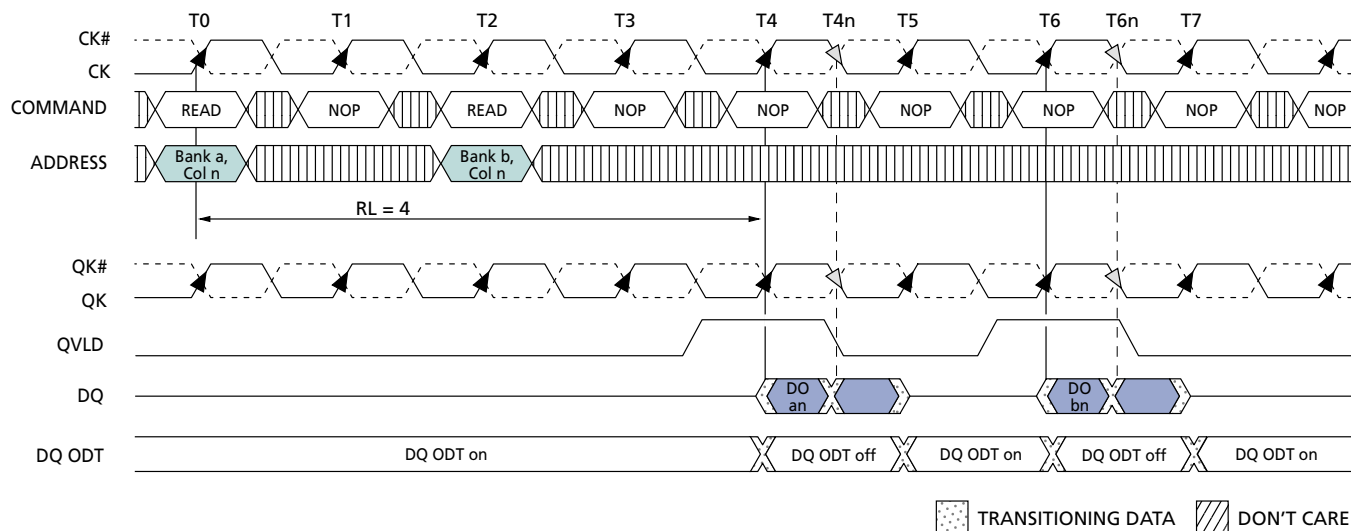 T0 T1 T2 T3 T4 T4n T5 T6 T6n T7
CK#
CK
COMMAND READ NOP READ NOP NOP NOP NOP NOP NOP
ADDRESS Bank a, Col n Bank b, Col n
RL = 4
QK#
QK
QVLD
DQ DO an DO bn
DQ ODT DQ ODT on DQ ODT off DQ ODT on DQ ODT off DQ ODT on
TRANSITIONING DATA DON'T CARE